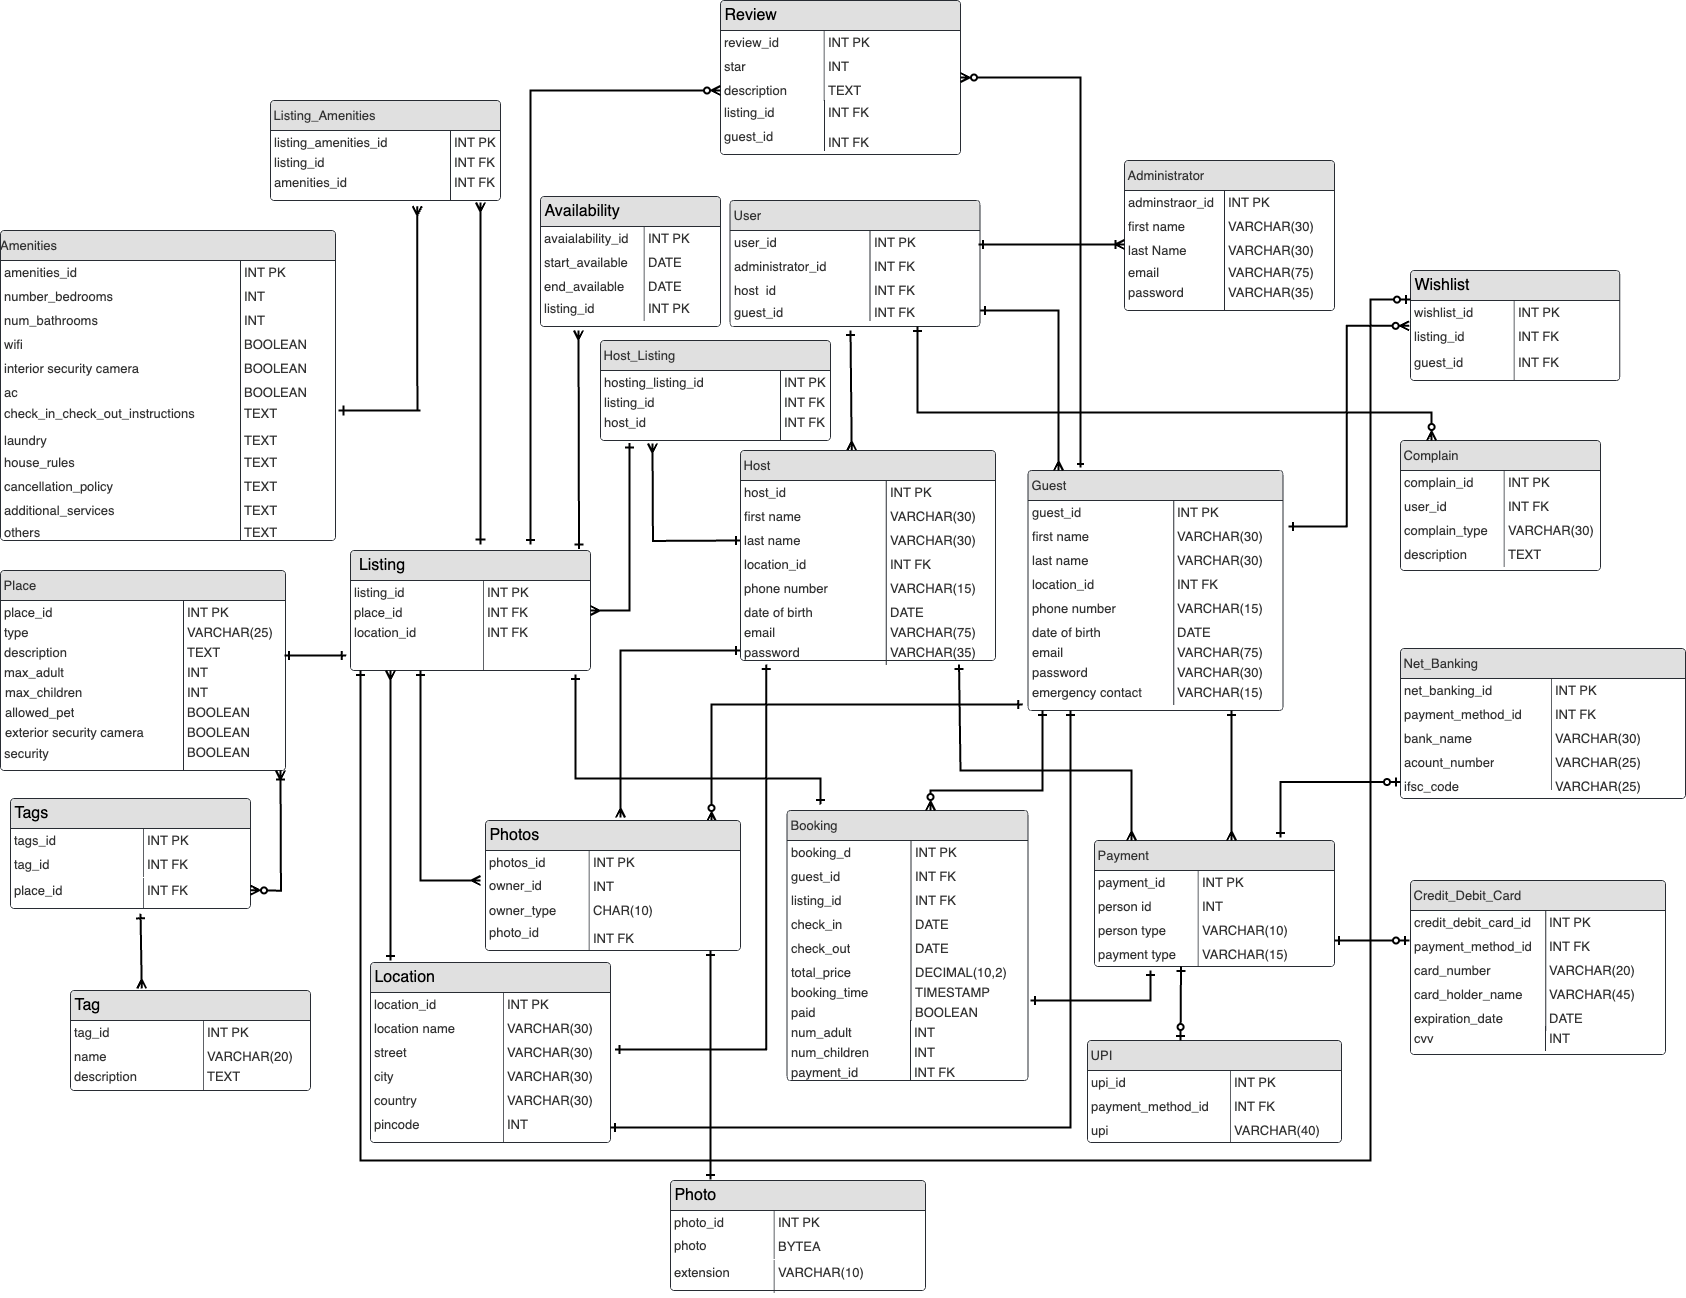 Review
review_id INT PK
star INT
description TEXT
listing_id INT FK
guest_id INT FK
Listing_Amenities
listing_amenities_id INT PK
listing_id INT FK
amenities_id INT FK
Administrator
adminstraor_id INT PK
first name VARCHAR(30)
last Name VARCHAR(30)
email VARCHAR(75)
password VARCHAR(35)
Availability
avaialability_id INT PK
start_available DATE
end_available DATE
listing_id INT PK
User
user_id INT PK
administrator_id INT FK
host id INT FK
guest_id INT FK
Amenities
amenities_id INT PK
number_bedrooms INT
num_bathrooms INT
wifi BOOLEAN
interior security camera BOOLEAN
ac BOOLEAN
check_in_check_out_instructions TEXT
laundry TEXT
house_rules TEXT
cancellation_policy TEXT
additional_services TEXT
others TEXT
Wishlist
wishlist_id INT PK
listing_id INT FK
guest_id INT FK
Host_Listing
hosting_listing_id INT PK
listing_id INT FK
host_id INT FK
Complain
complain_id INT PK
user_id INT FK
complain_type VARCHAR(30)
description TEXT
Host
host_id INT PK
first name VARCHAR(30)
last name VARCHAR(30)
location_id INT FK
phone number VARCHAR(15)
date of birth DATE
email VARCHAR(75)
password VARCHAR(35)
Guest
guest_id INT PK
first name VARCHAR(30)
last name VARCHAR(30)
location_id INT FK
phone number VARCHAR(15)
date of birth DATE
email VARCHAR(75)
password VARCHAR(30)
emergency contact VARCHAR(15)
Listing
listing_id INT PK
place_id INT FK
location_id INT FK
Place
place_id INT PK
type VARCHAR(25)
description TEXT
max_adult INT
max_children INT
allowed_pet BOOLEAN
exterior security camera BOOLEAN
security BOOLEAN
Net_Banking
net_banking_id INT PK
payment_method_id INT FK
bank_name VARCHAR(30)
acount_number VARCHAR(25)
ifsc_code VARCHAR(25)
Tags
tags_id INT PK
tag_id INT FK
place_id INT FK
Photos
photos_id INT PK
owner_id INT
owner_type CHAR(10)
photo_id INT FK
Booking
booking_d INT PK
guest_id INT FK
listing_id INT FK
check_in DATE
check_out DATE
total_price DECIMAL(10,2)
booking_time TIMESTAMP
paid BOOLEAN
num_adult INT
num_children INT
payment_id INT FK
Payment
payment_id INT PK
person id INT
person type VARCHAR(10)
payment type VARCHAR(15)
Credit_Debit_Card
credit_debit_card_id INT PK
payment_method_id INT FK
card_number VARCHAR(20)
card_holder_name VARCHAR(45)
expiration_date DATE
cvv INT
Location
location_id INT PK
location name VARCHAR(30)
street VARCHAR(30)
city VARCHAR(30)
country VARCHAR(30)
pincode INT
Tag
tag_id INT PK
name VARCHAR(20)
description TEXT
UPI
upi_id INT PK
payment_method_id INT FK
upi VARCHAR(40)
Photo
photo_id INT PK
photo BYTEA
extension VARCHAR(10)